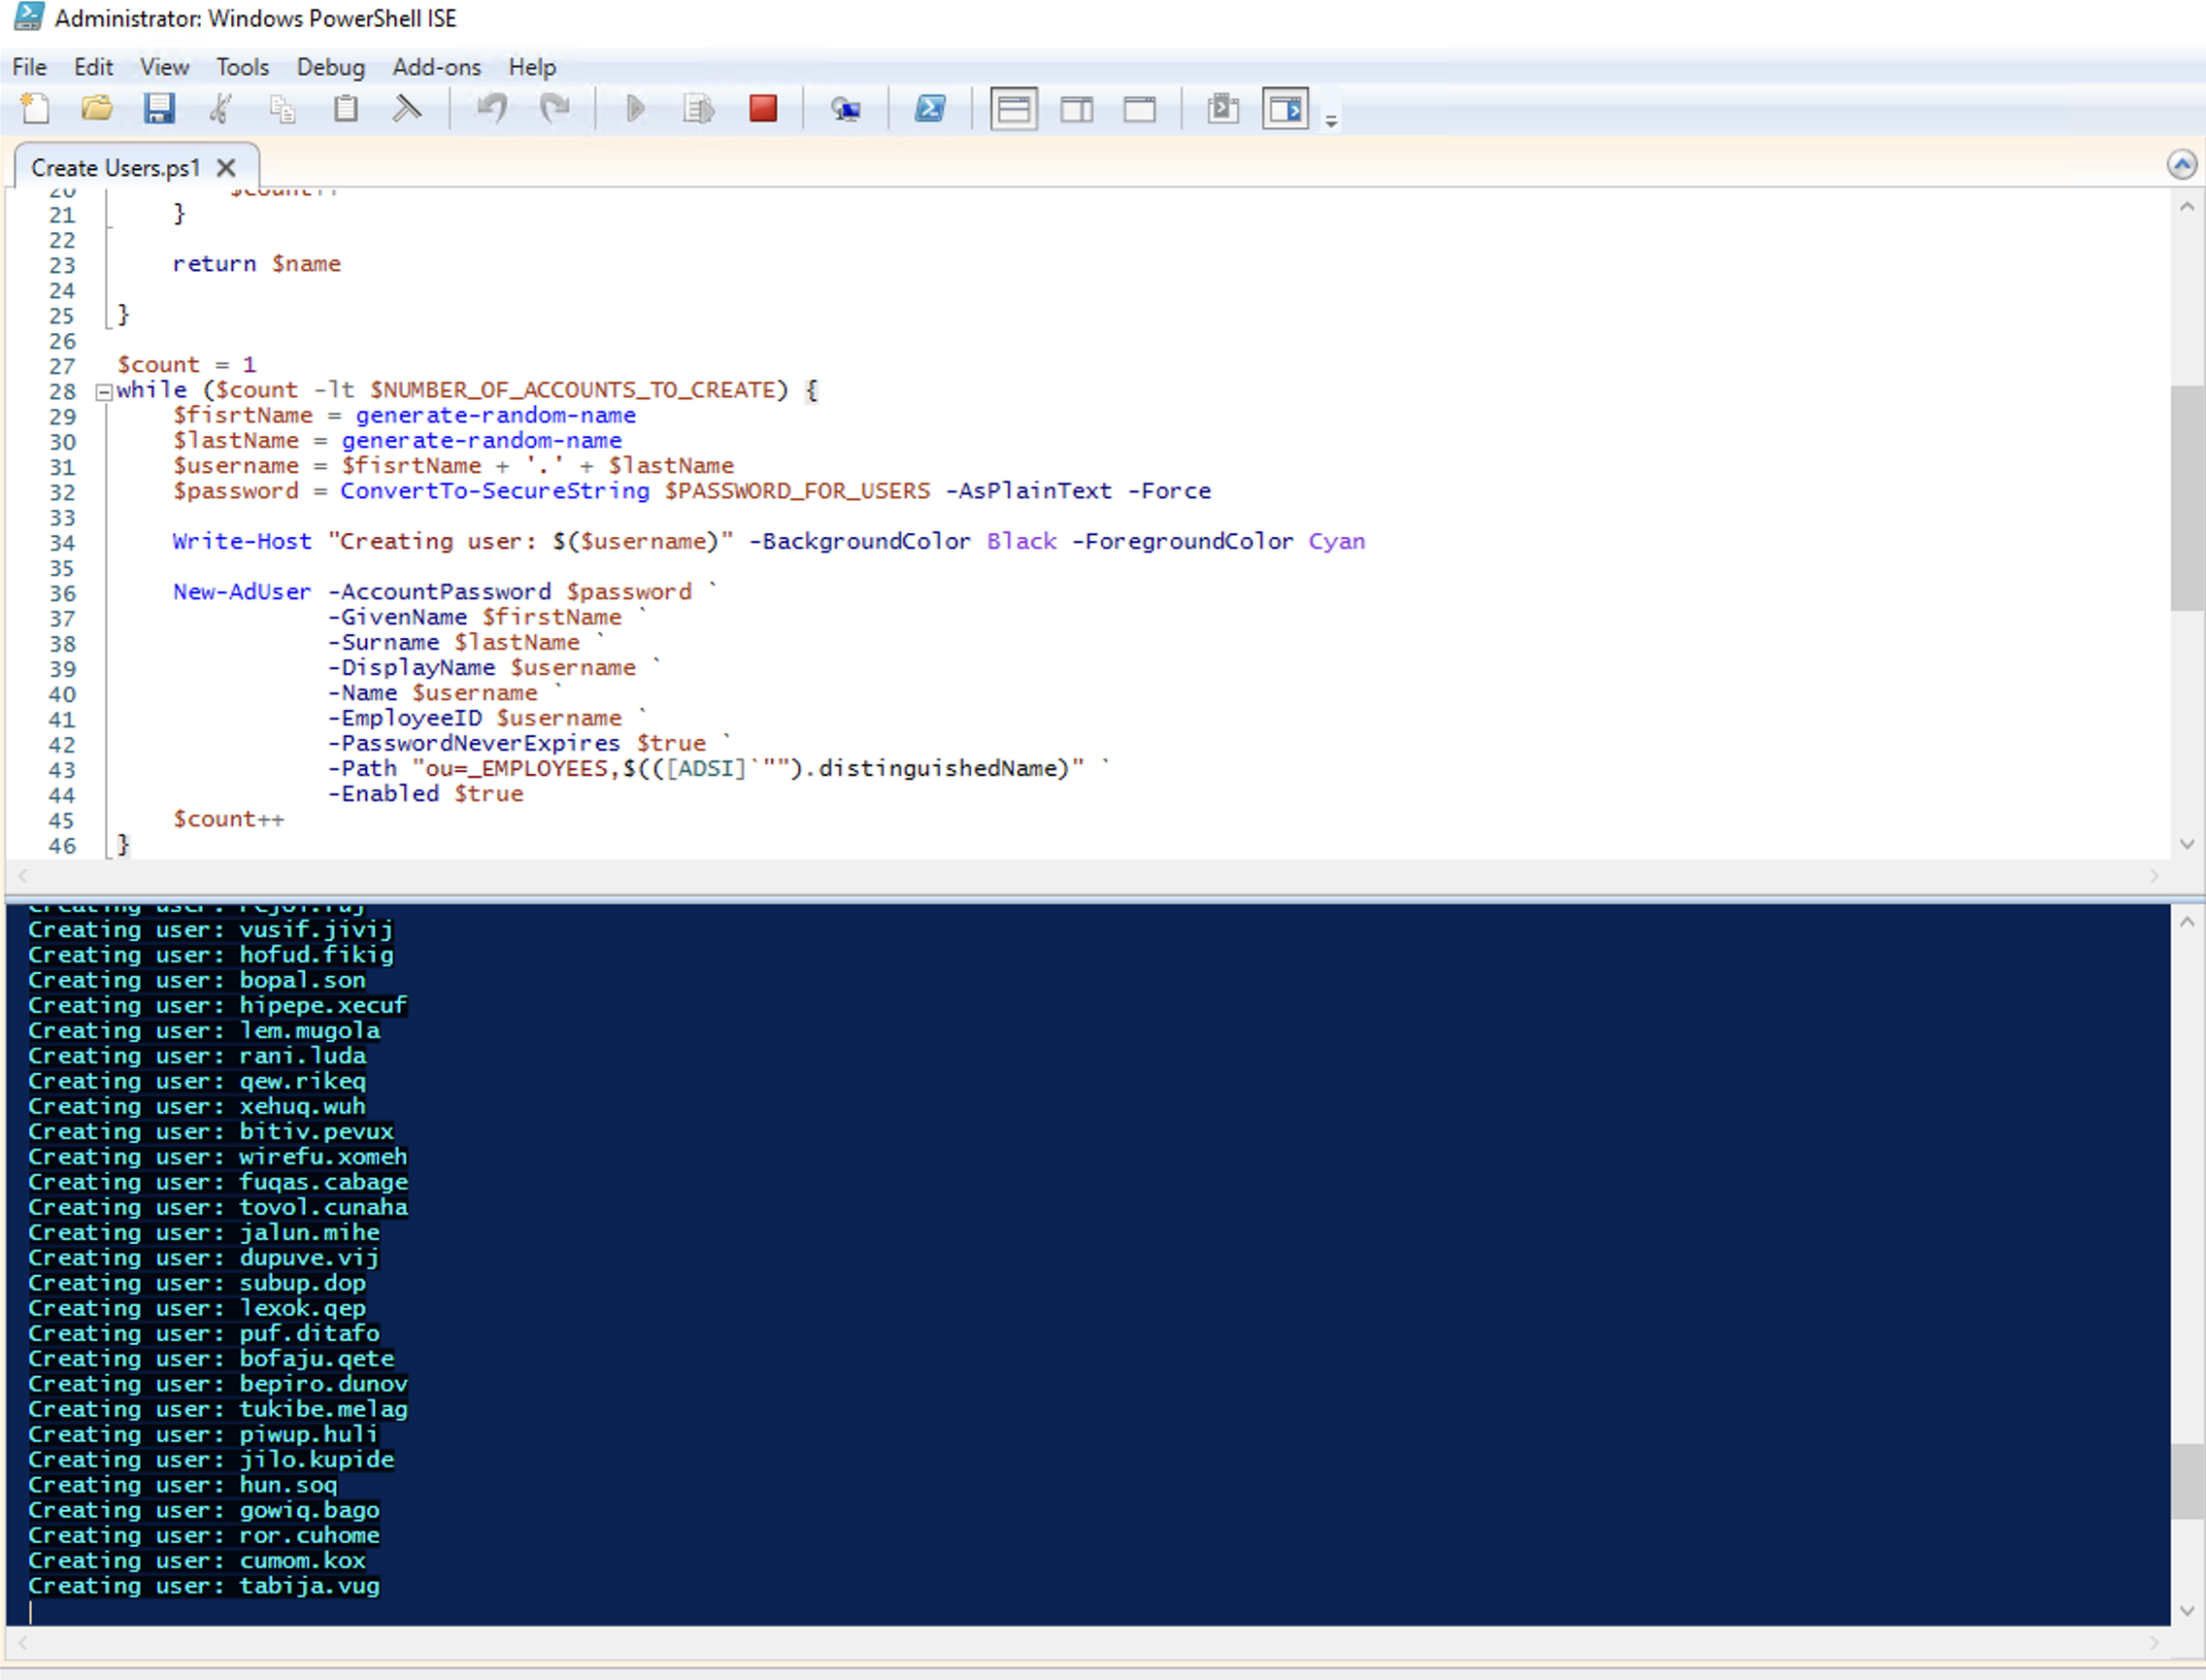 Administrator: Windows PowerShell ISE
File Edit View Tools Debug Add-ons Help
Create Users.ps1
20 $count++
21 }
22
23 return $name
24
25 }
26
27 $count = 1
28 while ($count -lt $NUMBER_OF_ACCOUNTS_TO_CREATE) {
29 $fisrtName = generate-random-name
30 $lastName = generate-random-name
31 $username = $fisrtName + '.' + $lastName
32 $password = ConvertTo-SecureString $PASSWORD_FOR_USERS -AsPlainText -Force
33
34 Write-Host "Creating user: $($username)" -BackgroundColor Black -ForegroundColor Cyan
35
36 New-AdUser -AccountPassword $password `
37 -GivenName $firstName `
38 -Surname $lastName `
39 -DisplayName $username `
40 -Name $username `
41 -EmployeeID $username `
42 -PasswordNeverExpires $true `
43 -Path "ou=_EMPLOYEES,$(([ADSI]`"").distinguishedName)" `
44 -Enabled $true
45 $count++
46 }
Creating user:
Creating user: vusif.jivij
Creating user: hofud.fikig
Creating user: bopal.son
Creating user: hipepe.xecuf
Creating user: lem.mugola
Creating user: rani.luda
Creating user: qew.rikeq
Creating user: xehuq.wuh
Creating user: bitiv.pevux
Creating user: wirefu.xomeh
Creating user: fuqas.cabage
Creating user: tovol.cunaha
Creating user: jalun.mihe
Creating user: dupuve.vij
Creating user: subup.dop
Creating user: lexok.qep
Creating user: puf.ditafo
Creating user: bofaju.qete
Creating user: bepiro.dunov
Creating user: tukibe.melag
Creating user: piwup.huli
Creating user: jilo.kupide
Creating user: hun.soq
Creating user: gowiq.bago
Creating user: ror.cuhome
Creating user: cumom.kox
Creating user: tabija.vug